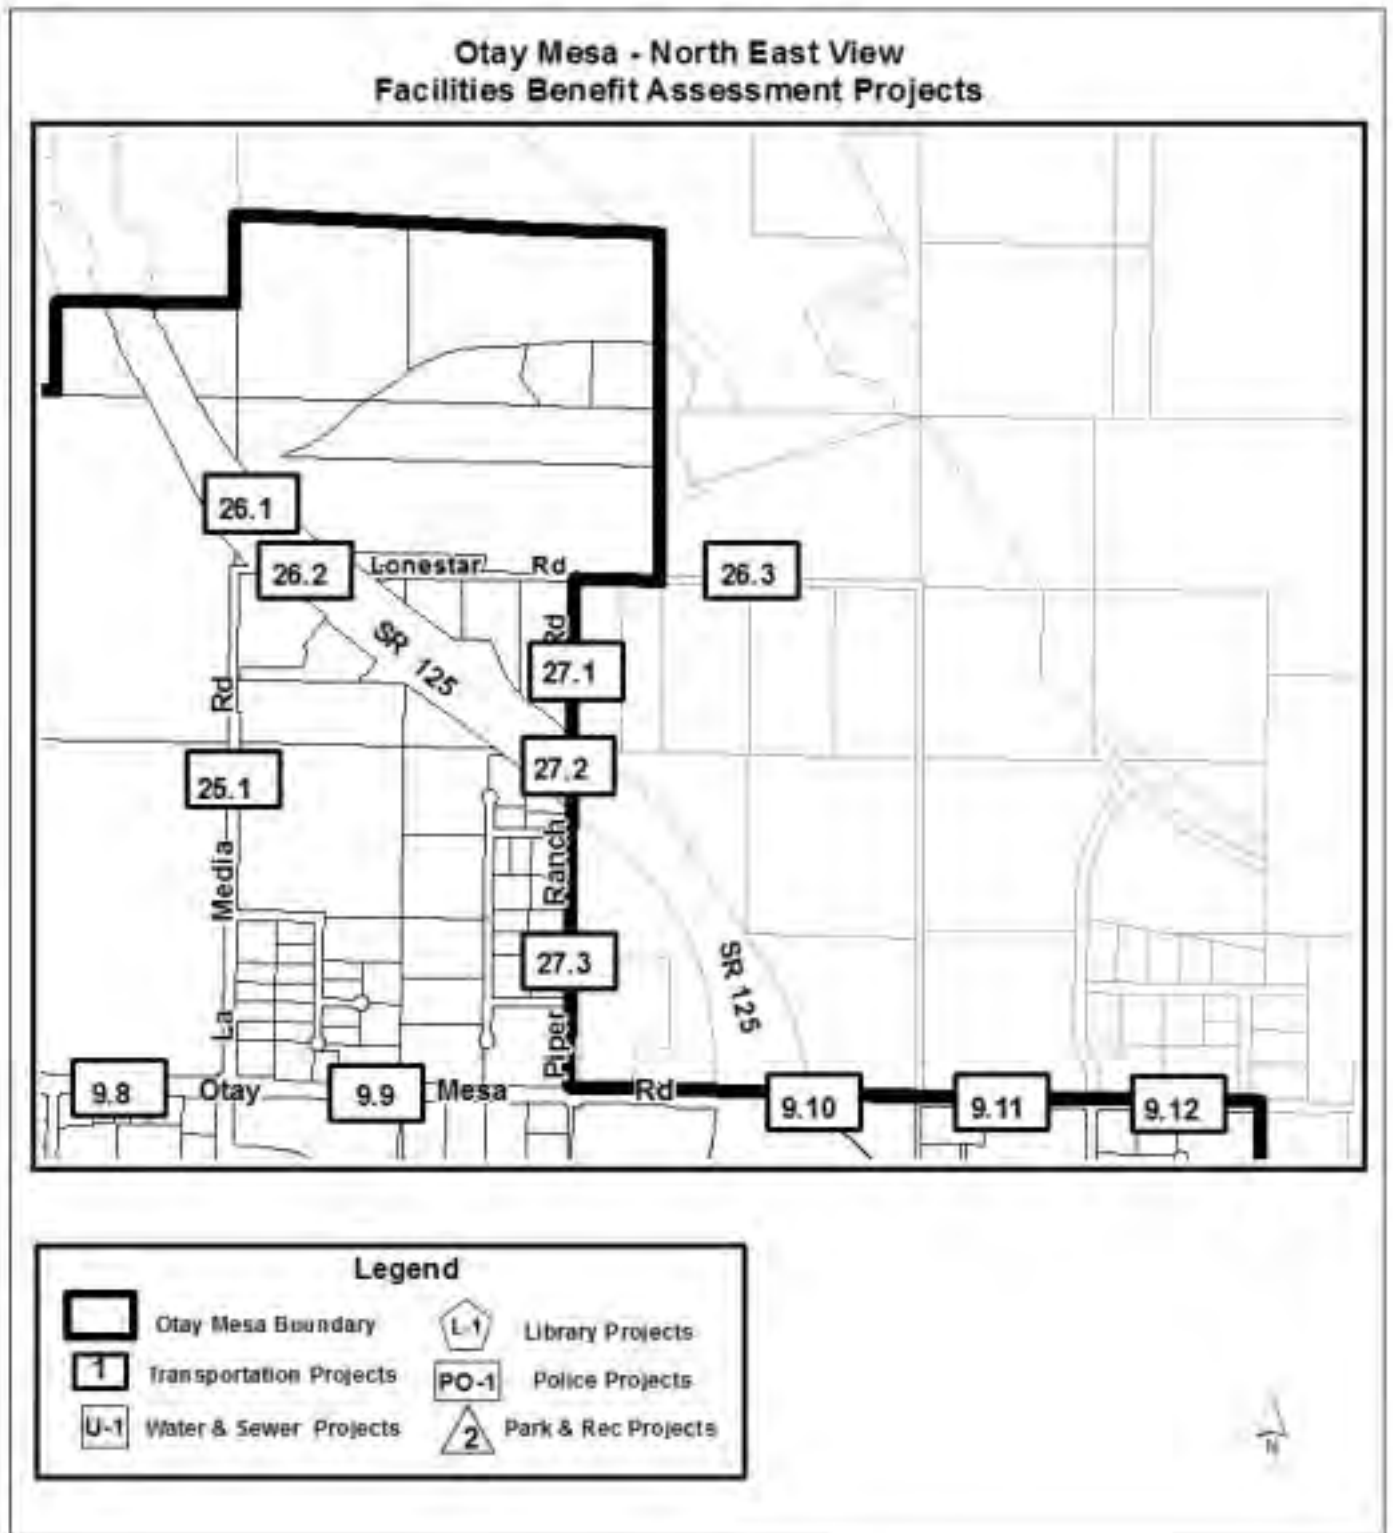 Otay Mesa - North East View
Facilities Benefit Assessment Projects
26.1
26.2
Lonestar Rd
26.3
SR 125
Rd
27.1
Rd
25.1
27.2
Media
Ranch
27.3
SR 125
La
Piper
9.8
Otay
9.9
Mesa
Rd
9.10
9.11
9.12
Legend
Otay Mesa Boundary
L-1 Library Projects
1 Transportation Projects
PO-1 Police Projects
U-1 Water & Sewer Projects
2 Park & Rec Projects
N